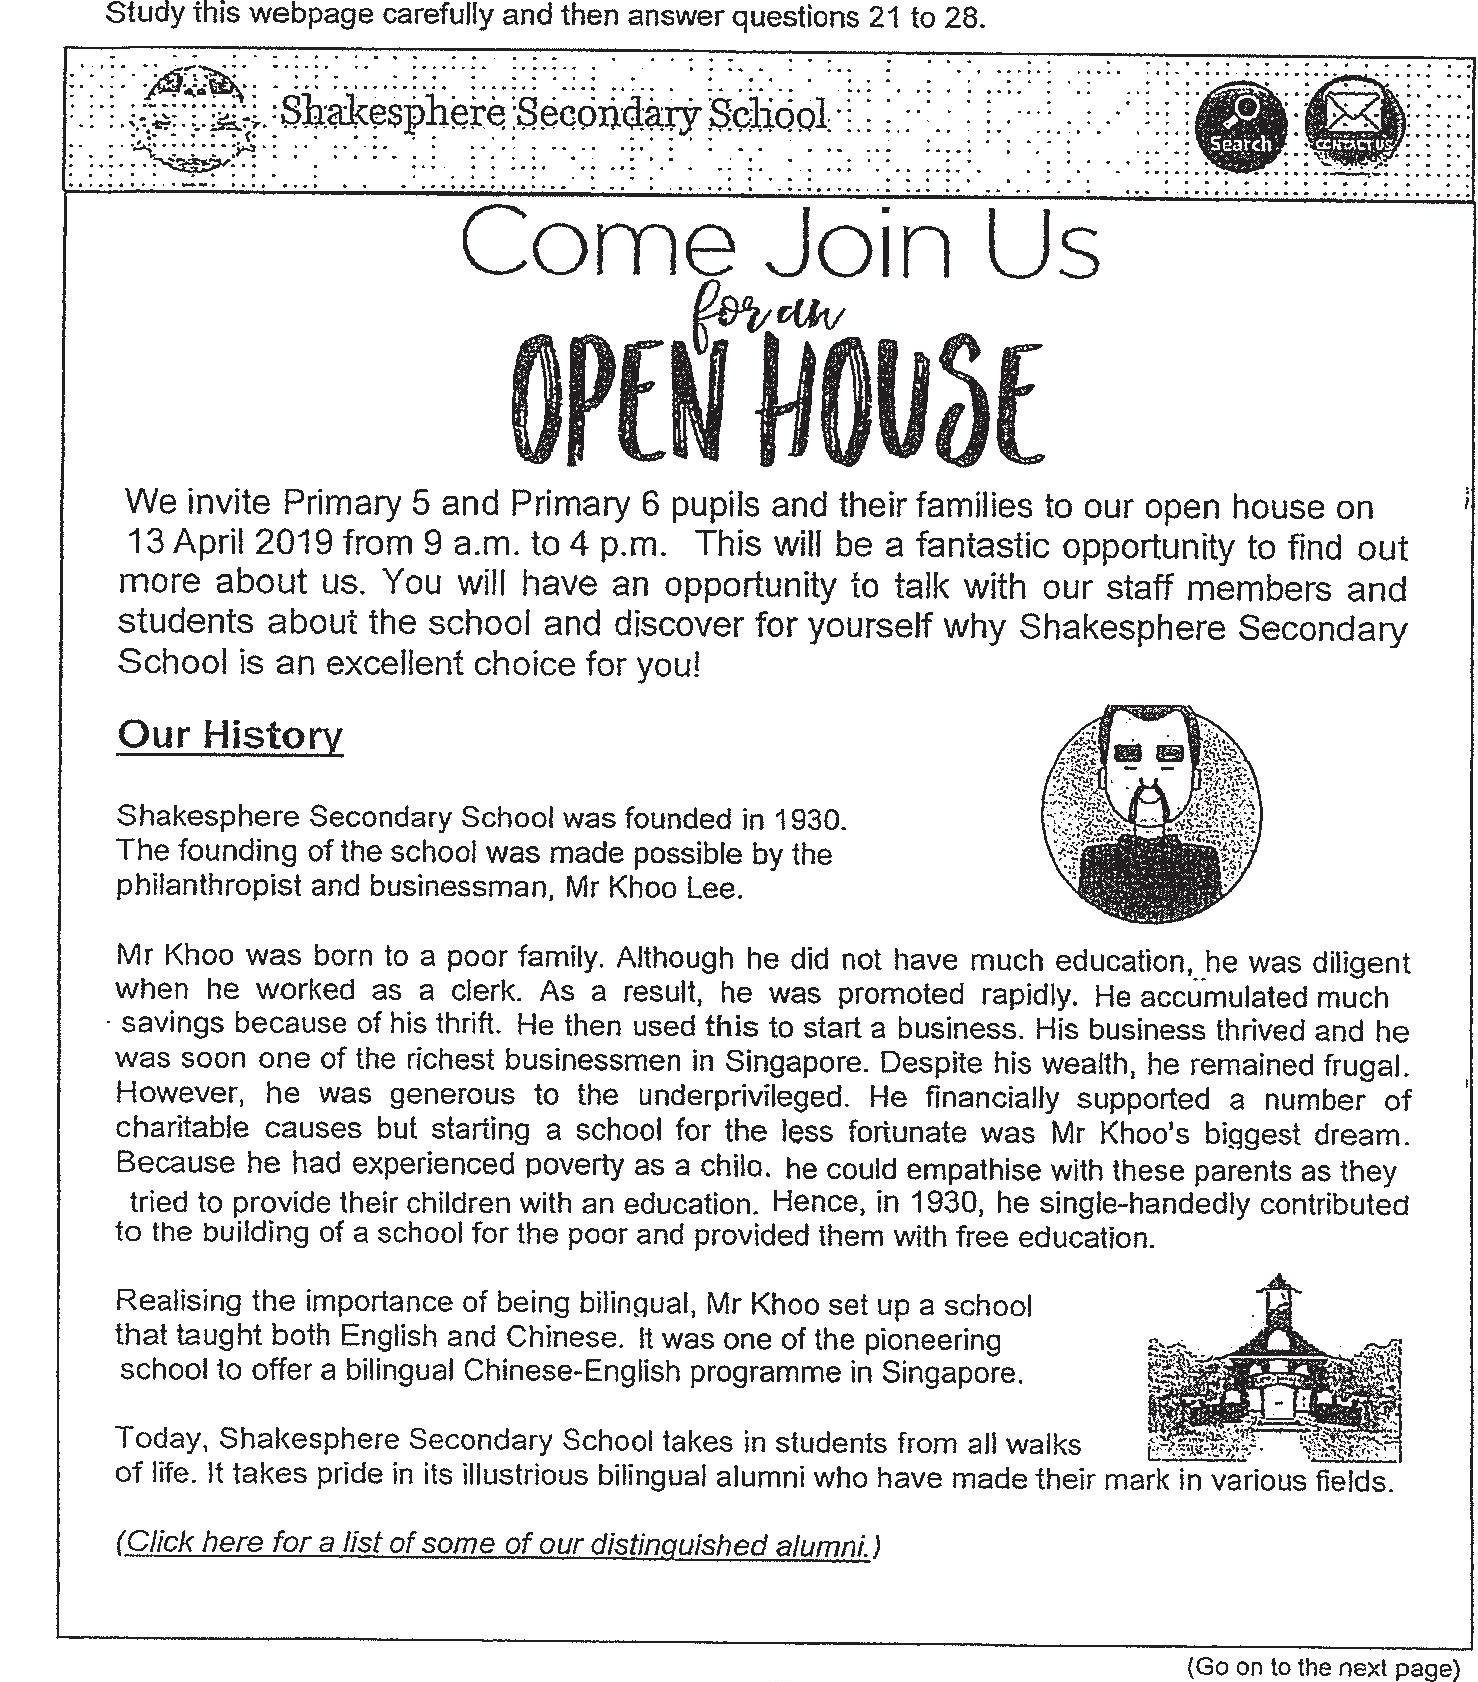 Study this webpage carefully and then answer questions 21 to 28.
Shakesphere Secondary School
Search
CONTACT US
Come Join Us
for an
OPEN HOUSE
We invite Primary 5 and Primary 6 pupils and their families to our open house on
13 April 2019 from 9 a.m. to 4 p.m. This will be a fantastic opportunity to find out
more about us. You will have an opportunity to talk with our staff members and
students about the school and discover for yourself why Shakesphere Secondary
School is an excellent choice for you!
Our History
Shakesphere Secondary School was founded in 1930.
The founding of the school was made possible by the
philanthropist and businessman, Mr Khoo Lee.
Mr Khoo was born to a poor family. Although he did not have much education, he was diligent
when he worked as a clerk. As a result, he was promoted rapidly. He accumulated much
savings because of his thrift. He then used this to start a business. His business thrived and he
was soon one of the richest businessmen in Singapore. Despite his wealth, he remained frugal.
However, he was generous to the underprivileged. He financially supported a number of
charitable causes but starting a school for the less fortunate was Mr Khoo's biggest dream.
Because he had experienced poverty as a child. he could empathise with these parents as they
tried to provide their children with an education. Hence, in 1930, he single-handedly contributed
to the building of a school for the poor and provided them with free education.
Realising the importance of being bilingual, Mr Khoo set up a school
that taught both English and Chinese. It was one of the pioneering
school to offer a bilingual Chinese-English programme in Singapore.
Today, Shakesphere Secondary School takes in students from all walks
of life. It takes pride in its illustrious bilingual alumni who have made their mark in various fields.
(Click here for a list of some of our distinguished alumni.)
(Go on to the next page)